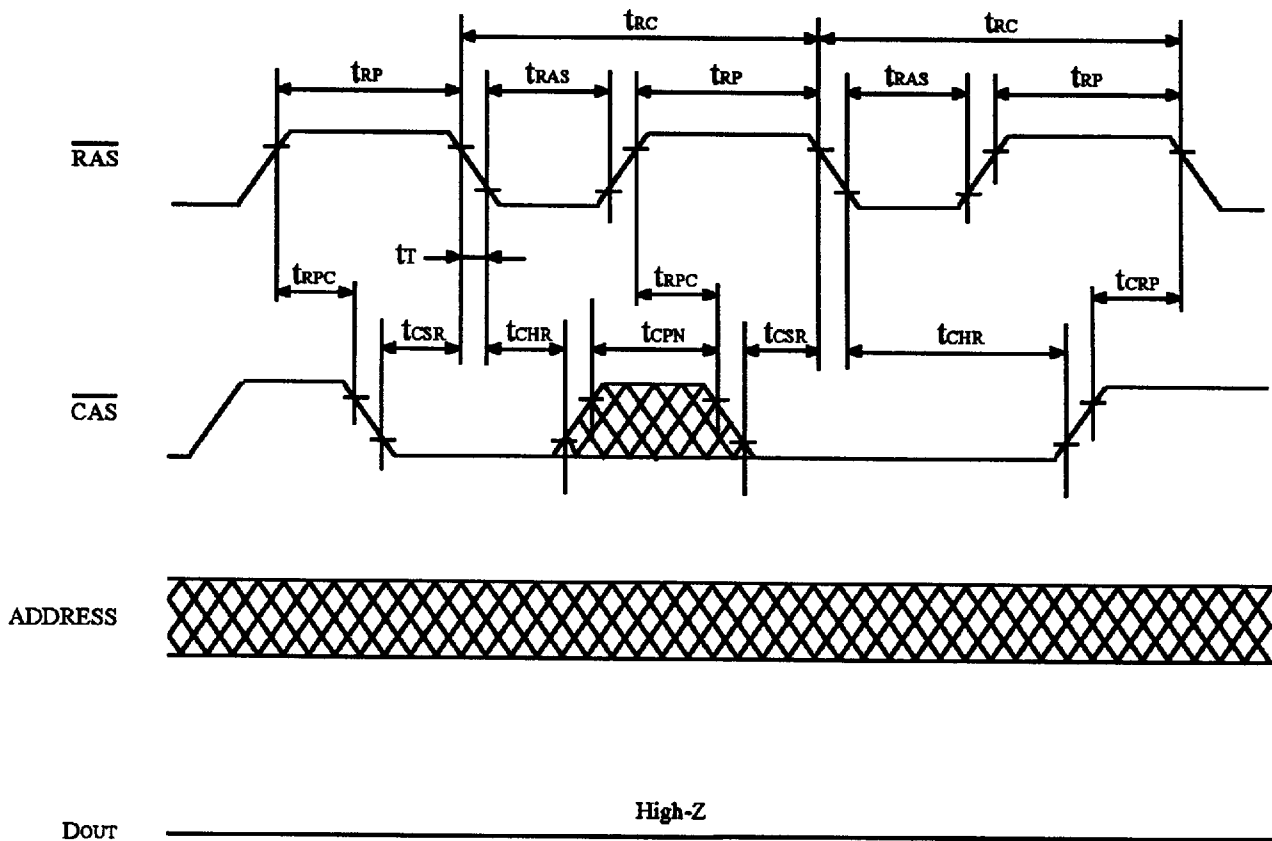 tRC tRC
tRP tRAS tRP tRAS tRP
RAS
tT
tRPC tRPC tCRP
tCSR tCHR tCPN tCSR tCHR
CAS
ADDRESS
High-Z
DOUT